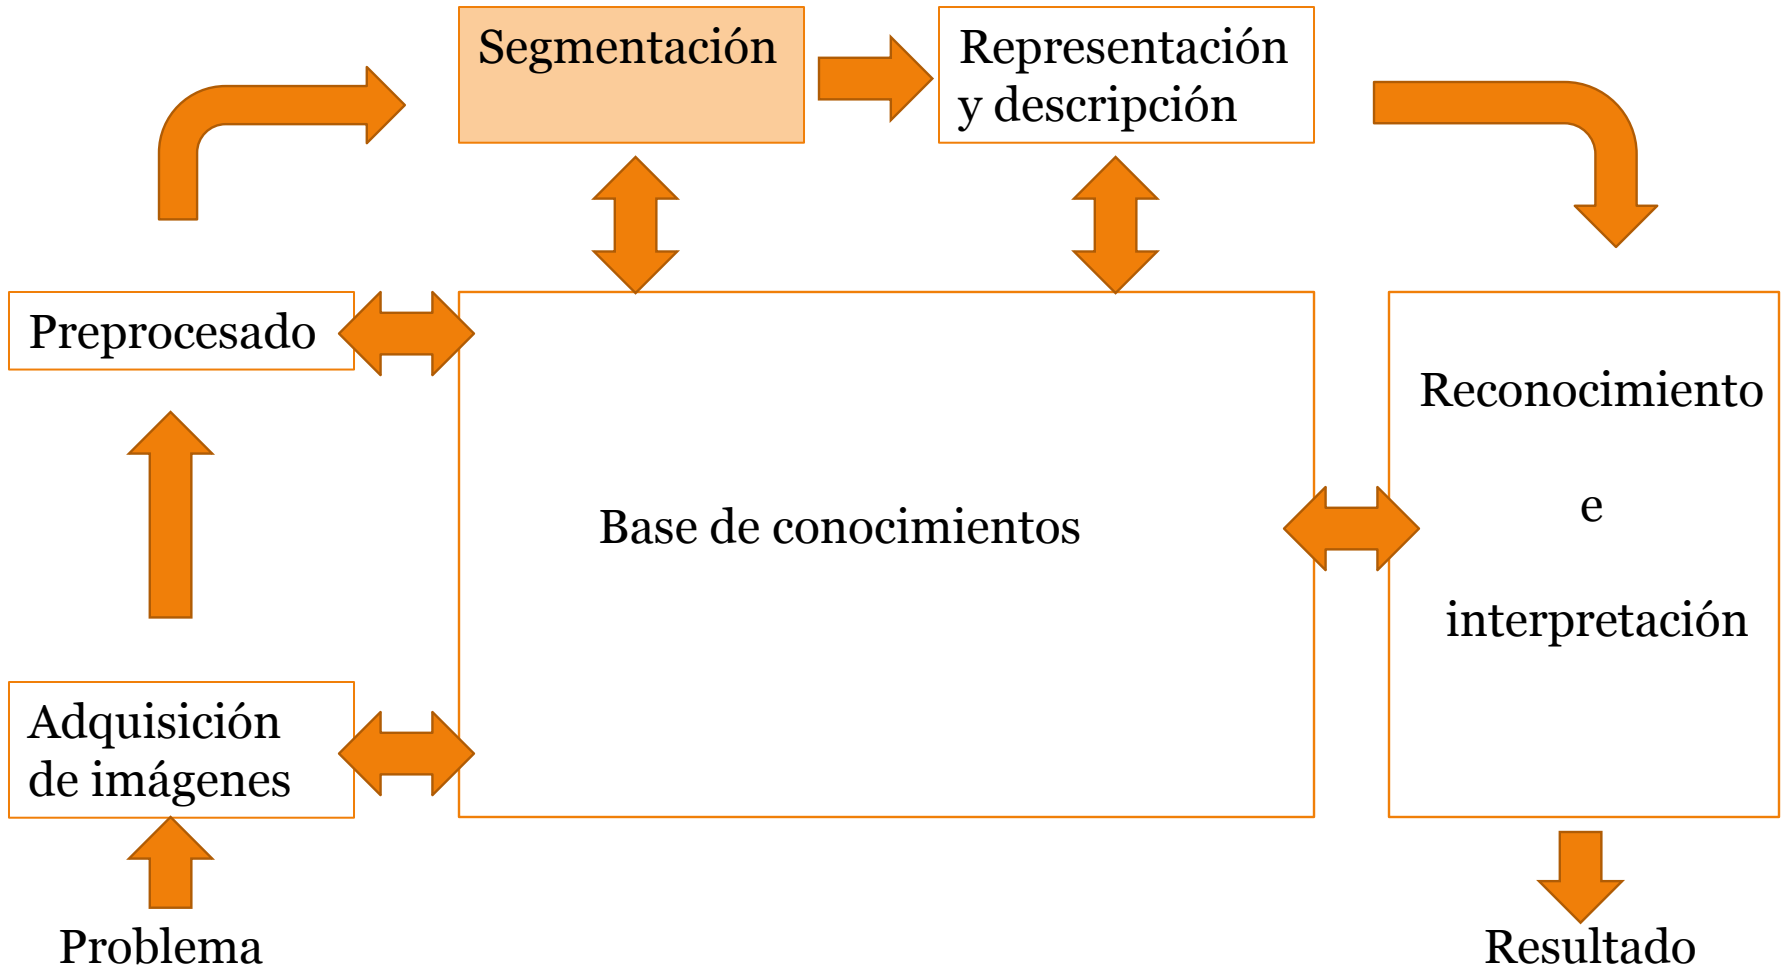 Segmentación
Representación
y descripción
Preprocesado
Reconocimiento
e
interpretación
Base de conocimientos
Adquisición
de imágenes
Problema
Resultado